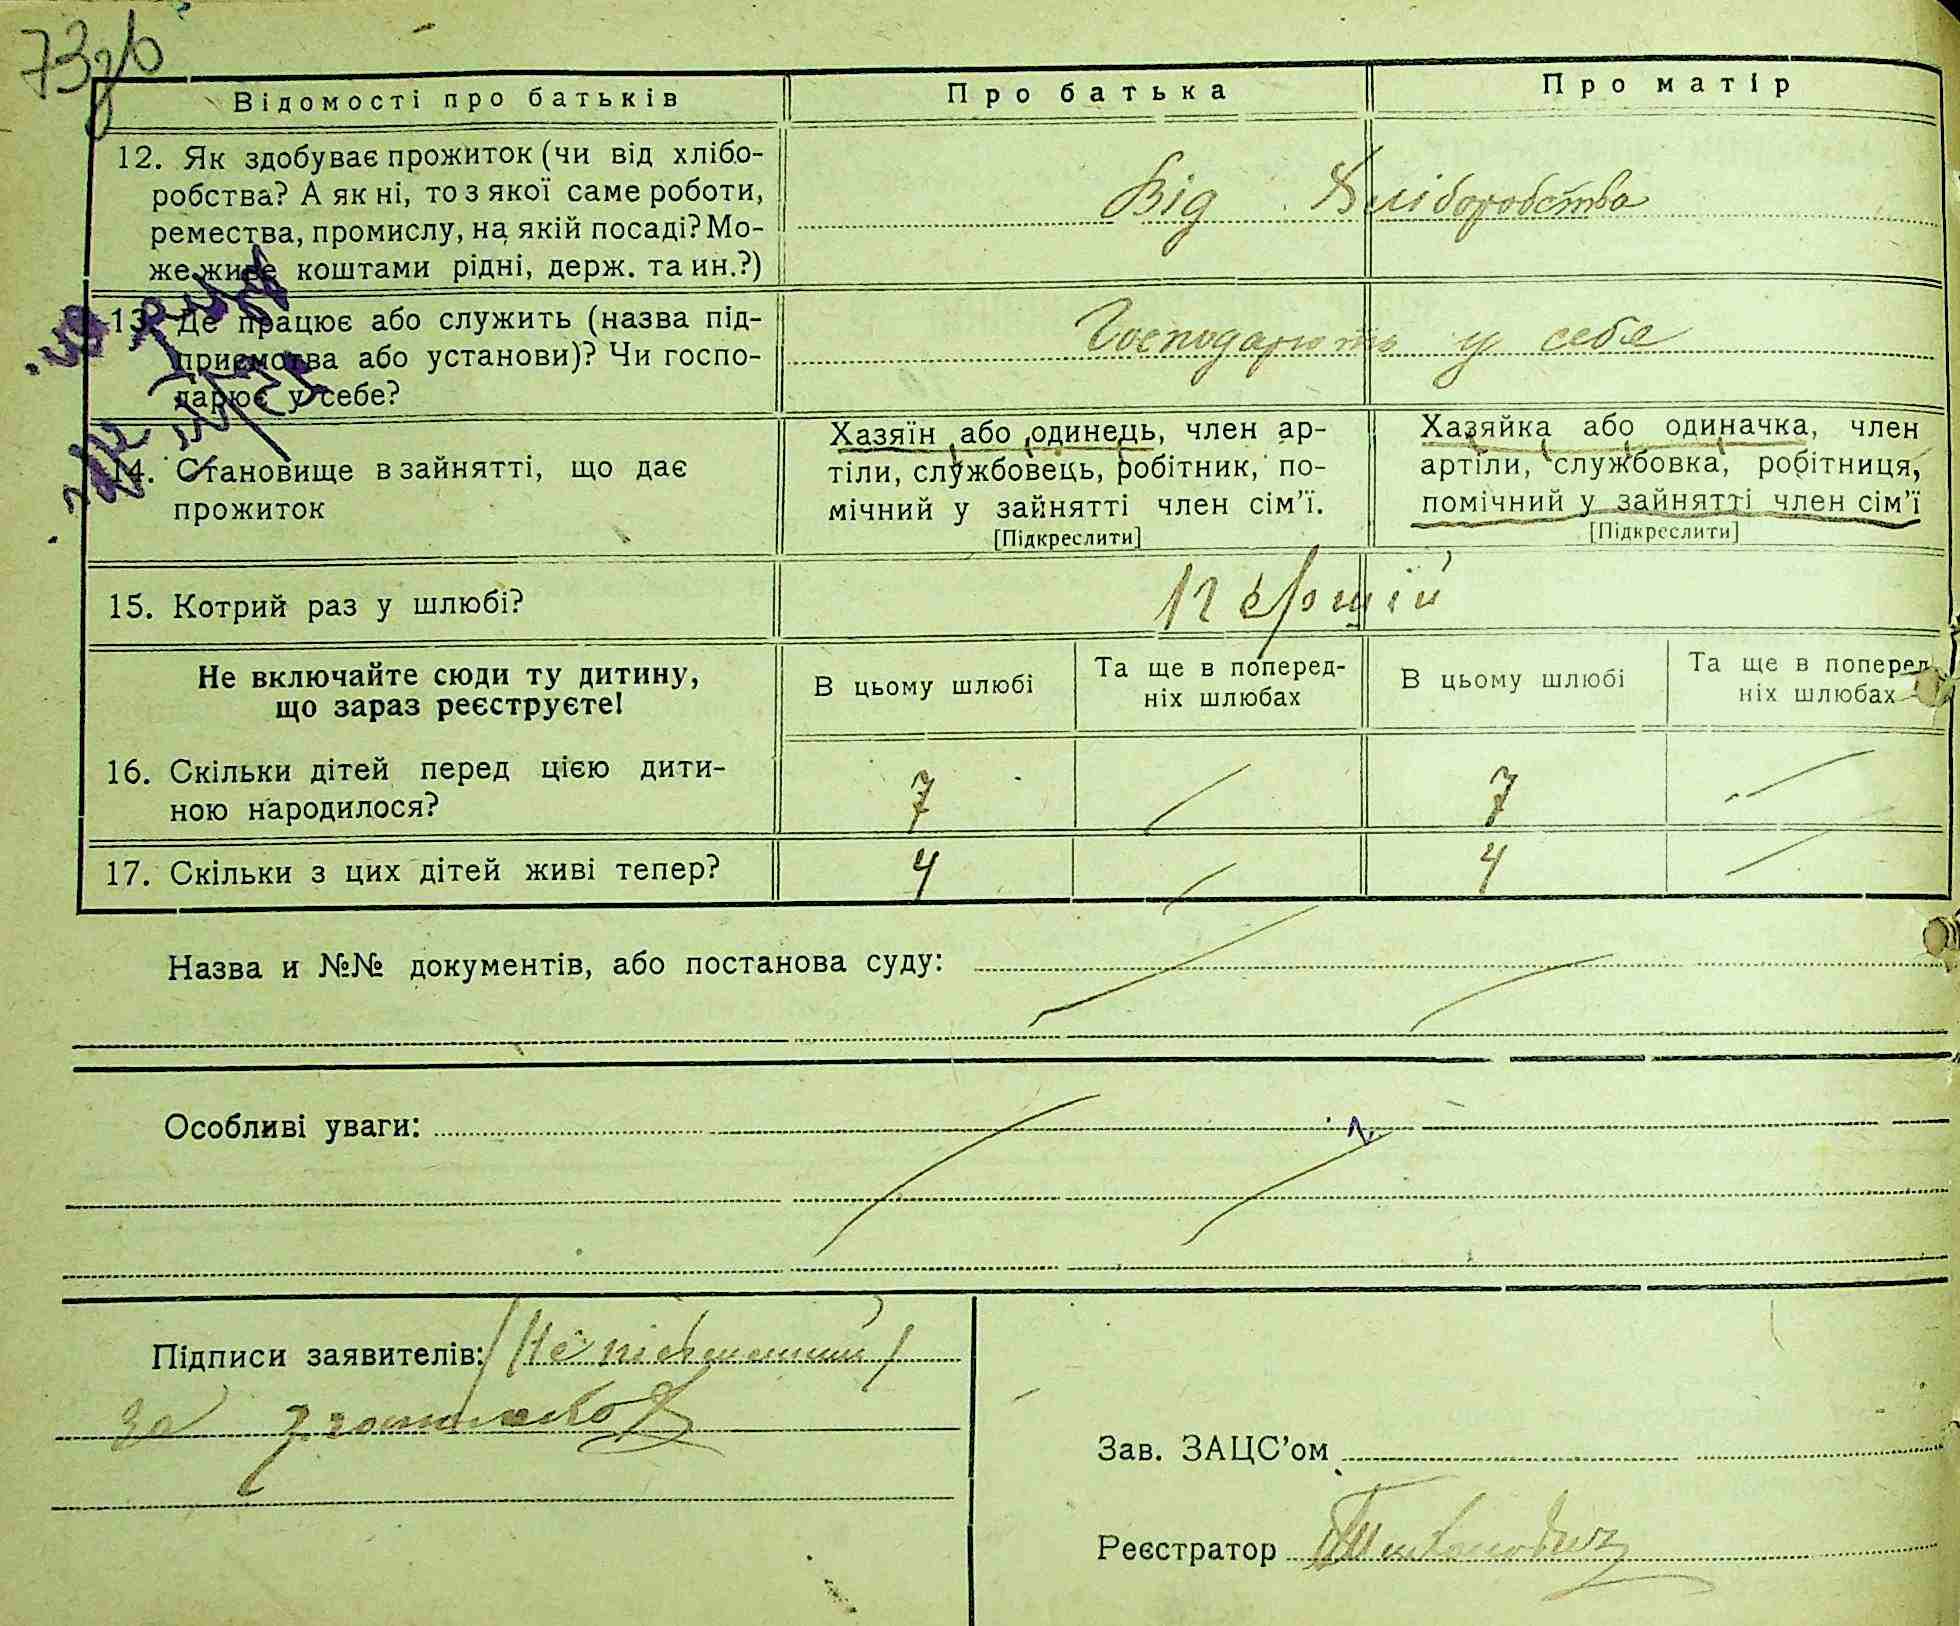 73зв
Відомості про батьків
Про батька
Про матір
12. Як здобуває прожиток (чи від хлібо-
робства? А як ні, то з якої саме роботи,
ремества, промислу, на якій посаді? Мо-
же живе коштами рідні, держ. та ин.?)
Від Хліборобства
13. Де працює або служить (назва під-
приємства або установи)? Чи госпо-
дарює у себе?
Господарюють у себе
14. Становище в зайнятті, що дає
прожиток
Хазяїн або одинець, член ар-
тіли, службовець, робітник, по-
мічний у зайнятті член сім'ї.
[Підкреслити]
Хазяйка або одиначка, член
артіли, службовка, робітниця,
помічний у зайнятті член сім'ї
[Підкреслити]
15. Котрий раз у шлюбі?
Перший
Не включайте сюди ту дитину,
що зараз реєструєте!
В цьому шлюбі
Та ще в поперед-
ніх шлюбах
В цьому шлюбі
Та ще в поперед
ніх шлюбах
16. Скільки дітей перед цією дити-
ною народилося?
7
7
17. Скільки з цих дітей живі тепер?
4
4
Назва и №№ документів, або постанова суду:
Особливі уваги:
Підписи заявителів: /Не письменний/
за
Зав. ЗАЦС'ом
Реєстратор